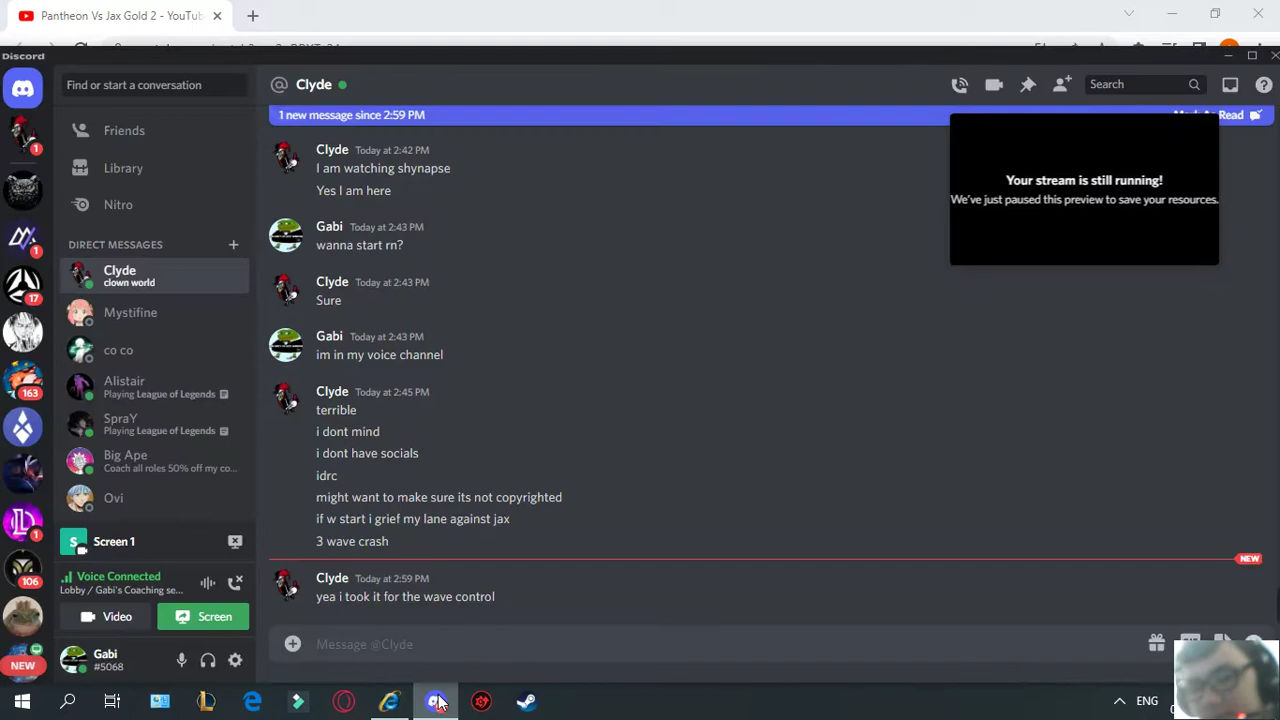 Pantheon Vs Jax Gold 2 - YouTub
Discord
Find or start a conversation
Clyde
Search
1 new message since 2:59 PM
Read
Friends
Library
Nitro
DIRECT MESSAGES
Clyde
clown world
Mystifine
co co
Alistair
Playing League of Legends
SpraY
Playing League of Legends
Big Ape
Coach all roles 50% off my co...
Ovi
Screen 1
Voice Connected
Lobby / Gabi's Coaching se...
Video
Screen
Gabi
#5068
1
1
17
163
1
106
NEW
Clyde Today at 2:42 PM
I am watching shynapse
Yes I am here
Gabi Today at 2:43 PM
wanna start rn?
Clyde Today at 2:43 PM
Sure
Gabi Today at 2:43 PM
im in my voice channel
Clyde Today at 2:45 PM
terrible
i dont mind
i dont have socials
idrc
might want to make sure its not copyrighted
if w start i grief my lane against jax
3 wave crash
NEW
Clyde Today at 2:59 PM
yea i took it for the wave control
Message @Clyde
Your stream is still running!
We've just paused this preview to save your resources.
ENG